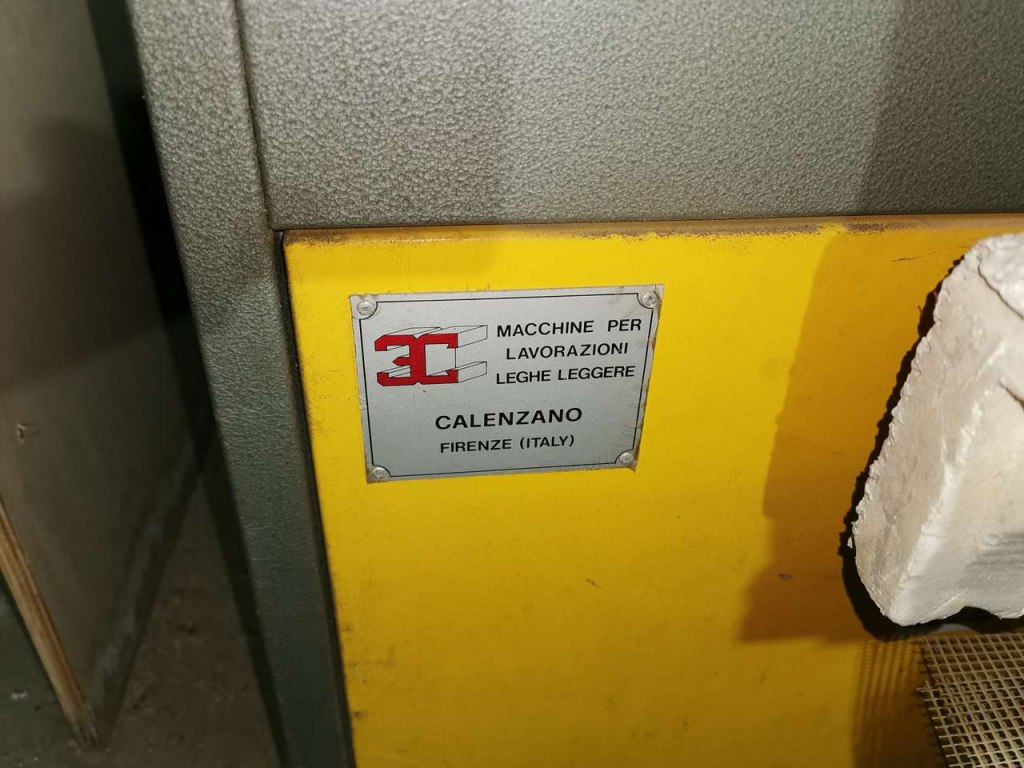 3C
MACCHINE PER
LAVORAZIONI
LEGHE LEGGERE
CALENZANO
FIRENZE (ITALY)